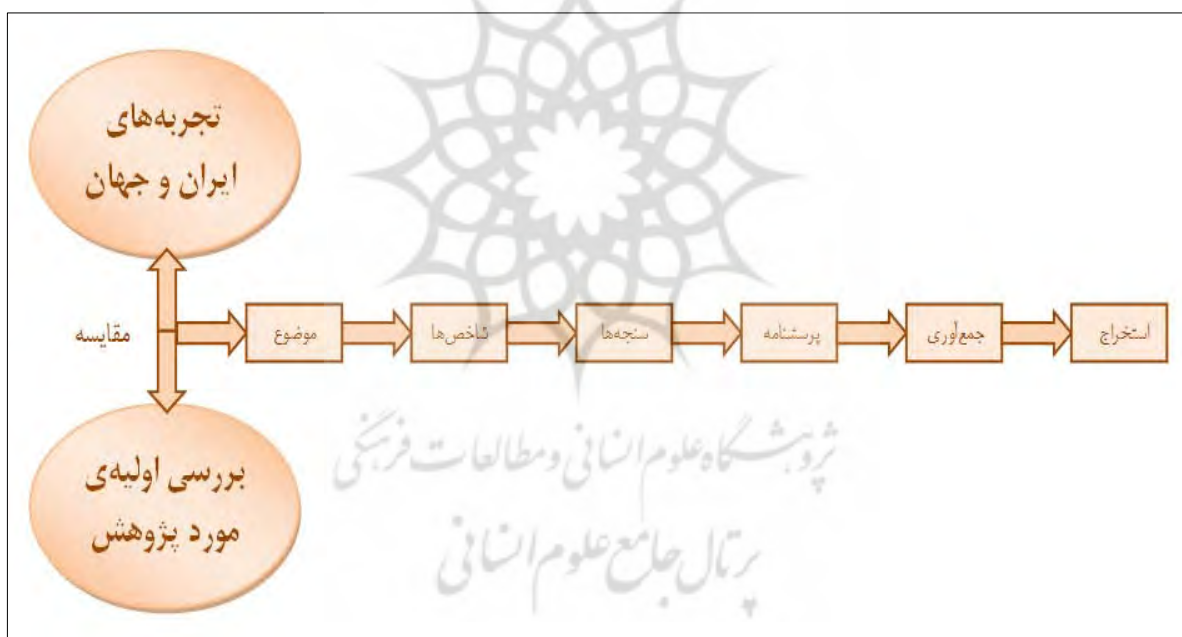 تجربه‌های
ایران و جهان
مقایسه
موضوع
شاخص‌ها
سنجه‌ها
پرسشنامه
جمع‌آوری
استخراج
بررسی اولیه‌ی
مورد پژوهش
پژوهشگاه علوم انسانی و مطالعات فرهنگی
پرتال جامع علوم انسانی